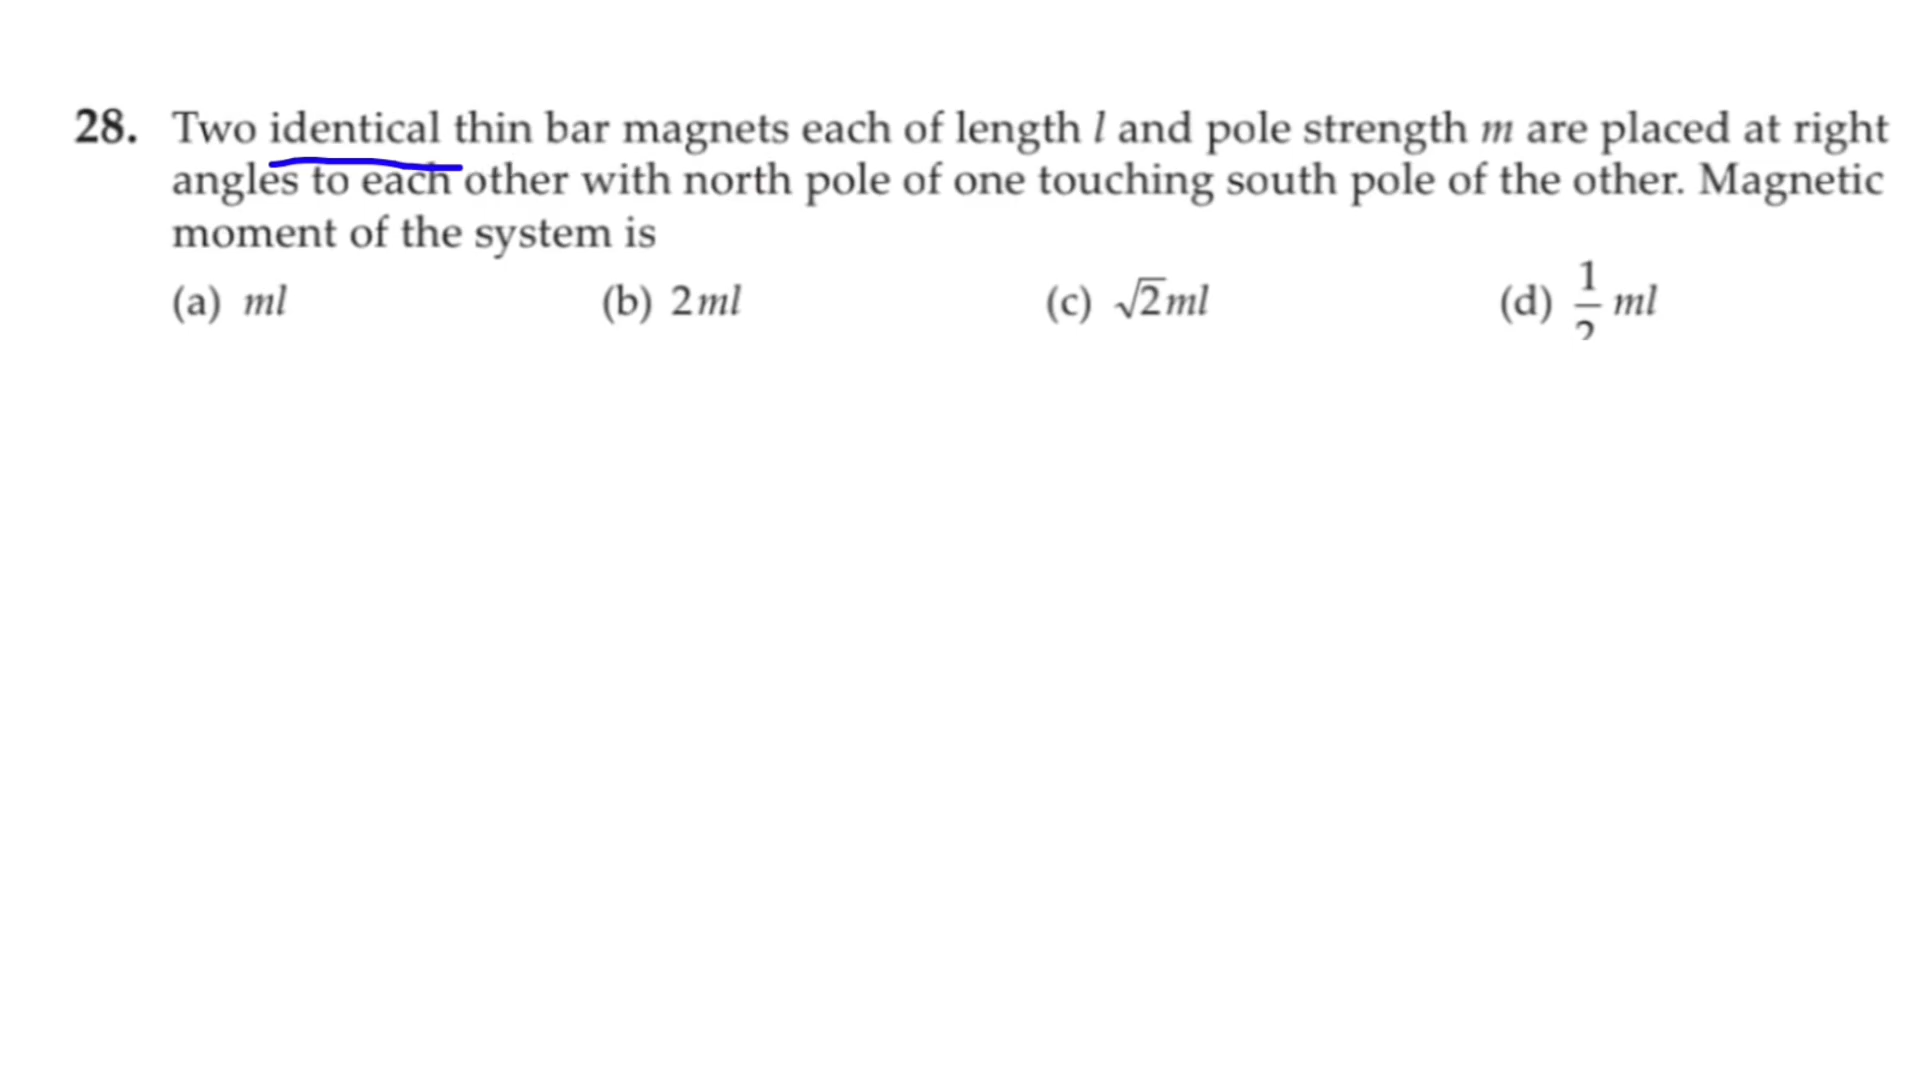 28. Two identical thin bar magnets each of length l and pole strength m are placed at right
angles to each other with north pole of one touching south pole of the other. Magnetic
moment of the system is
(a) ml (b) 2ml (c) √2ml (d) 1/2 ml